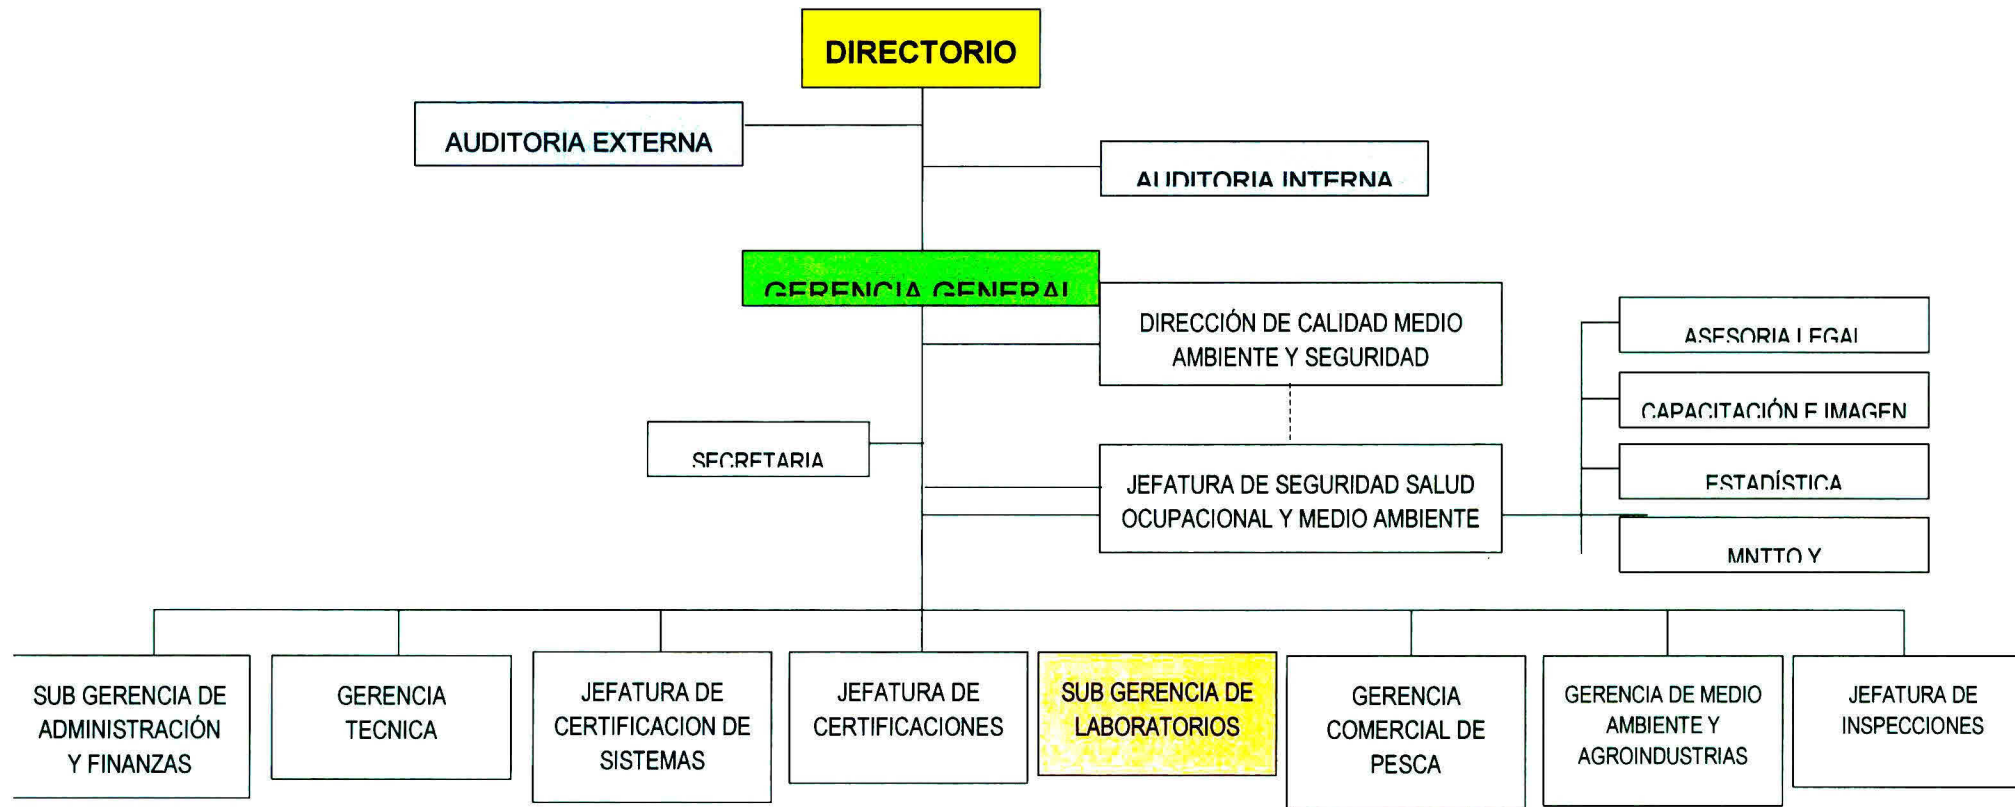 DIRECTORIO
AUDITORIA EXTERNA
AUDITORIA INTERNA
GERENCIA GENERAL
DIRECCIÓN DE CALIDAD MEDIO
AMBIENTE Y SEGURIDAD
ASESORIA LEGAL
CAPACITACIÓN E IMAGEN
SECRETARIA
ESTADÍSTICA
JEFATURA DE SEGURIDAD SALUD
OCUPACIONAL Y MEDIO AMBIENTE
MNTTO Y
SUB GERENCIA DE
ADMINISTRACIÓN
Y FINANZAS
GERENCIA
TECNICA
JEFATURA DE
CERTIFICACION DE
SISTEMAS
JEFATURA DE
CERTIFICACIONES
SUB GERENCIA DE
LABORATORIOS
GERENCIA
COMERCIAL DE
PESCA
GERENCIA DE MEDIO
AMBIENTE Y
AGROINDUSTRIAS
JEFATURA DE
INSPECCIONES